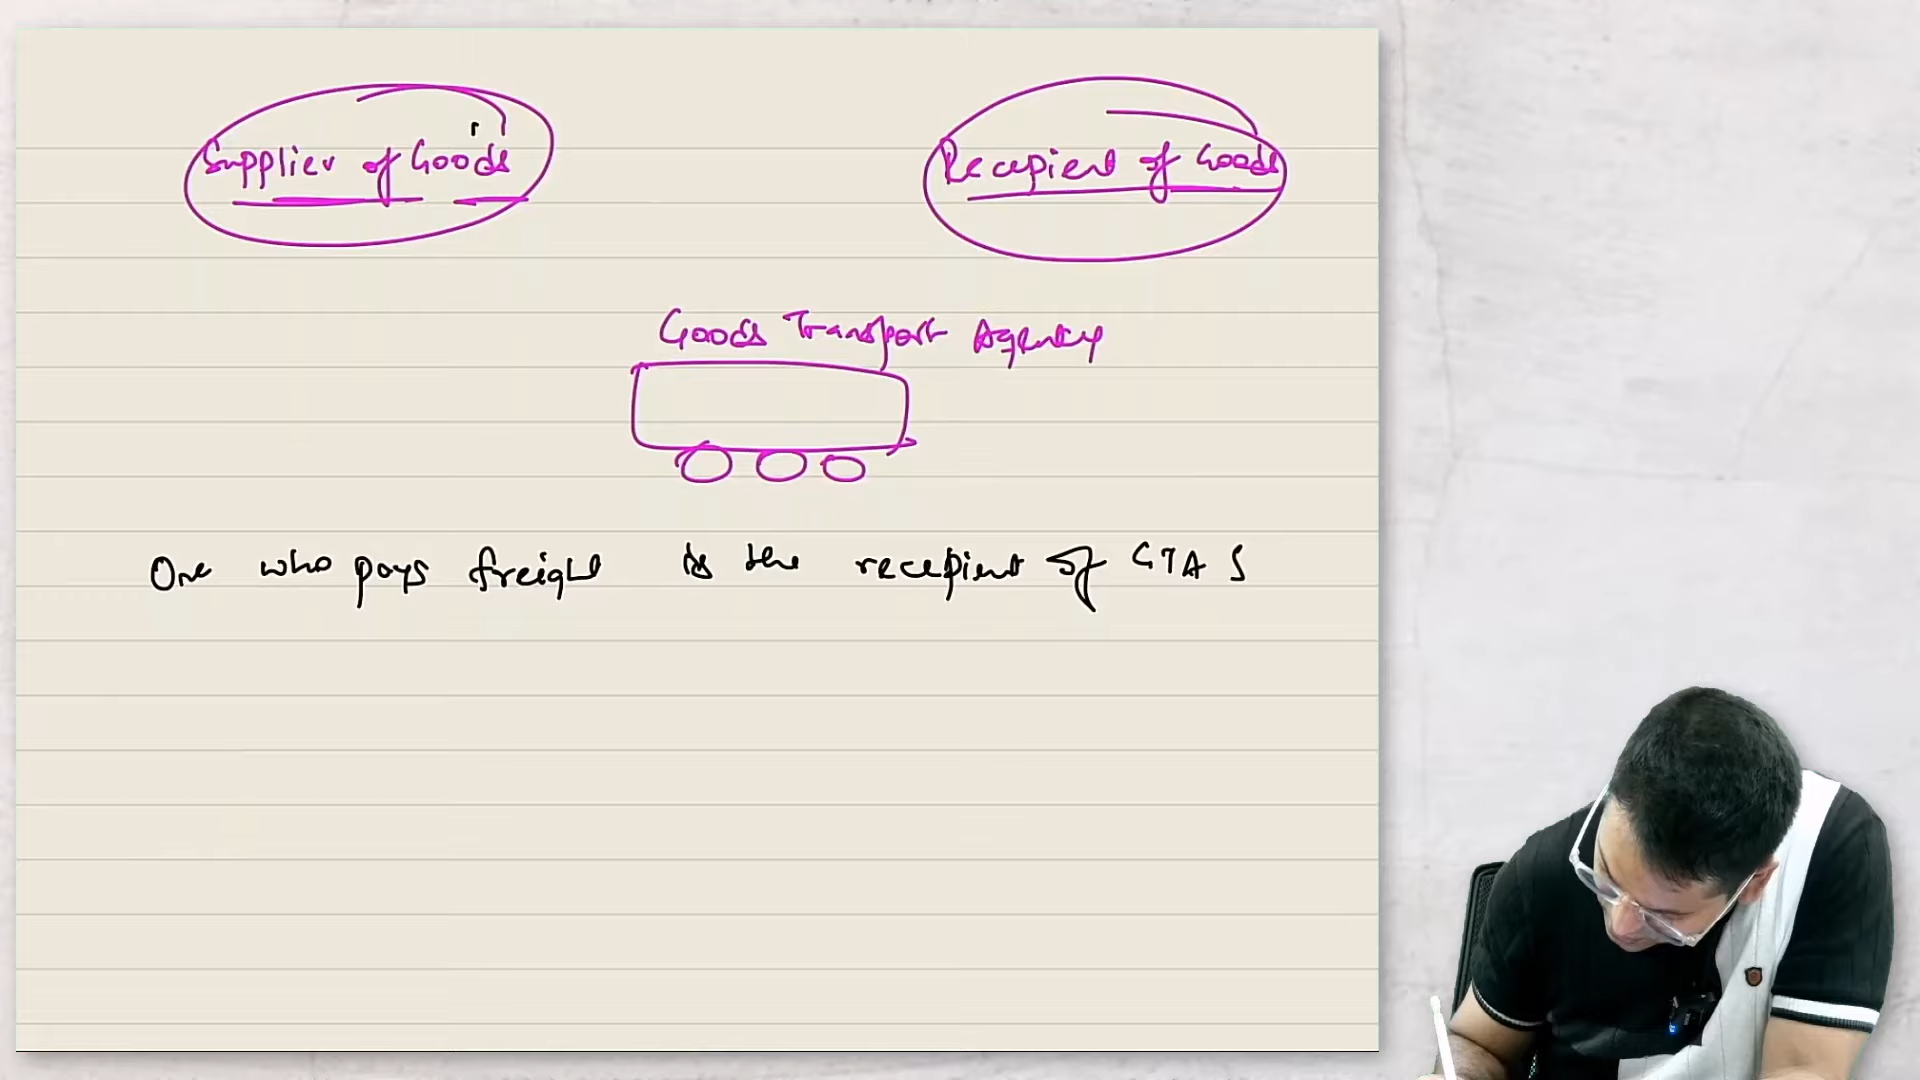 Supplier of Goods
Recepient of Goods
Goods Transport Agency
One who pays freight is the recepient of GTA S